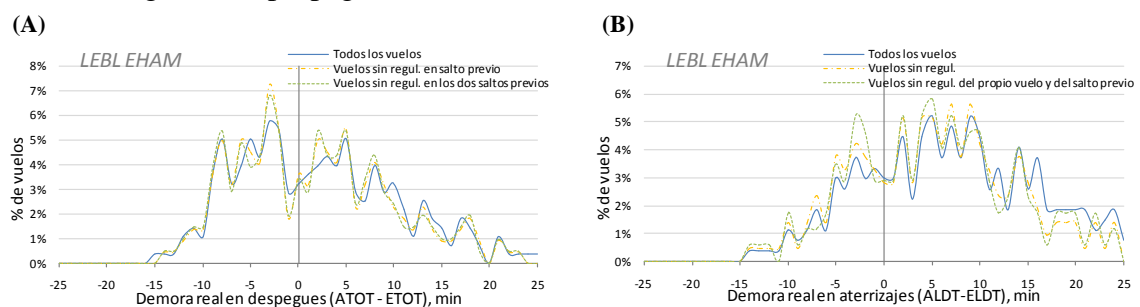 (A)
LEBL EHAM
Todos los vuelos
Vuelos sin regul. en salto previo
Vuelos sin regul. en los dos saltos previos
% de vuelos
8%
7%
6%
5%
4%
3%
2%
1%
0%
-25 -20 -15 -10 -5 0 5 10 15 20 25
Demora real en despegues (ATOT - ETOT), min
(B)
LEBL EHAM
Todos los vuelos
Vuelos sin regul.
Vuelos sin regul. del propio vuelo y del salto previo
% de vuelos
7%
6%
5%
4%
3%
2%
1%
0%
-25 -20 -15 -10 -5 0 5 10 15 20 25
Demora real en aterrizajes (ALDT-ELDT), min